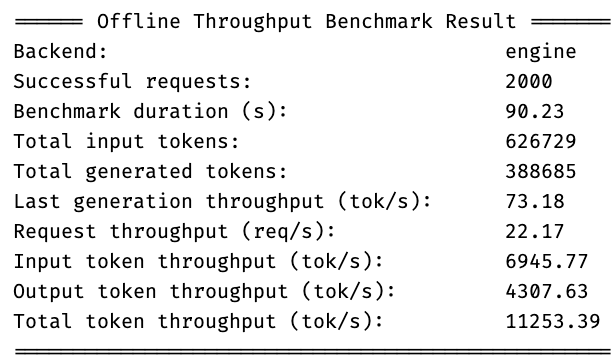 ====== Offline Throughput Benchmark Result =======
Backend: engine
Successful requests: 2000
Benchmark duration (s): 90.23
Total input tokens: 626729
Total generated tokens: 388685
Last generation throughput (tok/s): 73.18
Request throughput (req/s): 22.17
Input token throughput (tok/s): 6945.77
Output token throughput (tok/s): 4307.63
Total token throughput (tok/s): 11253.39
==================================================